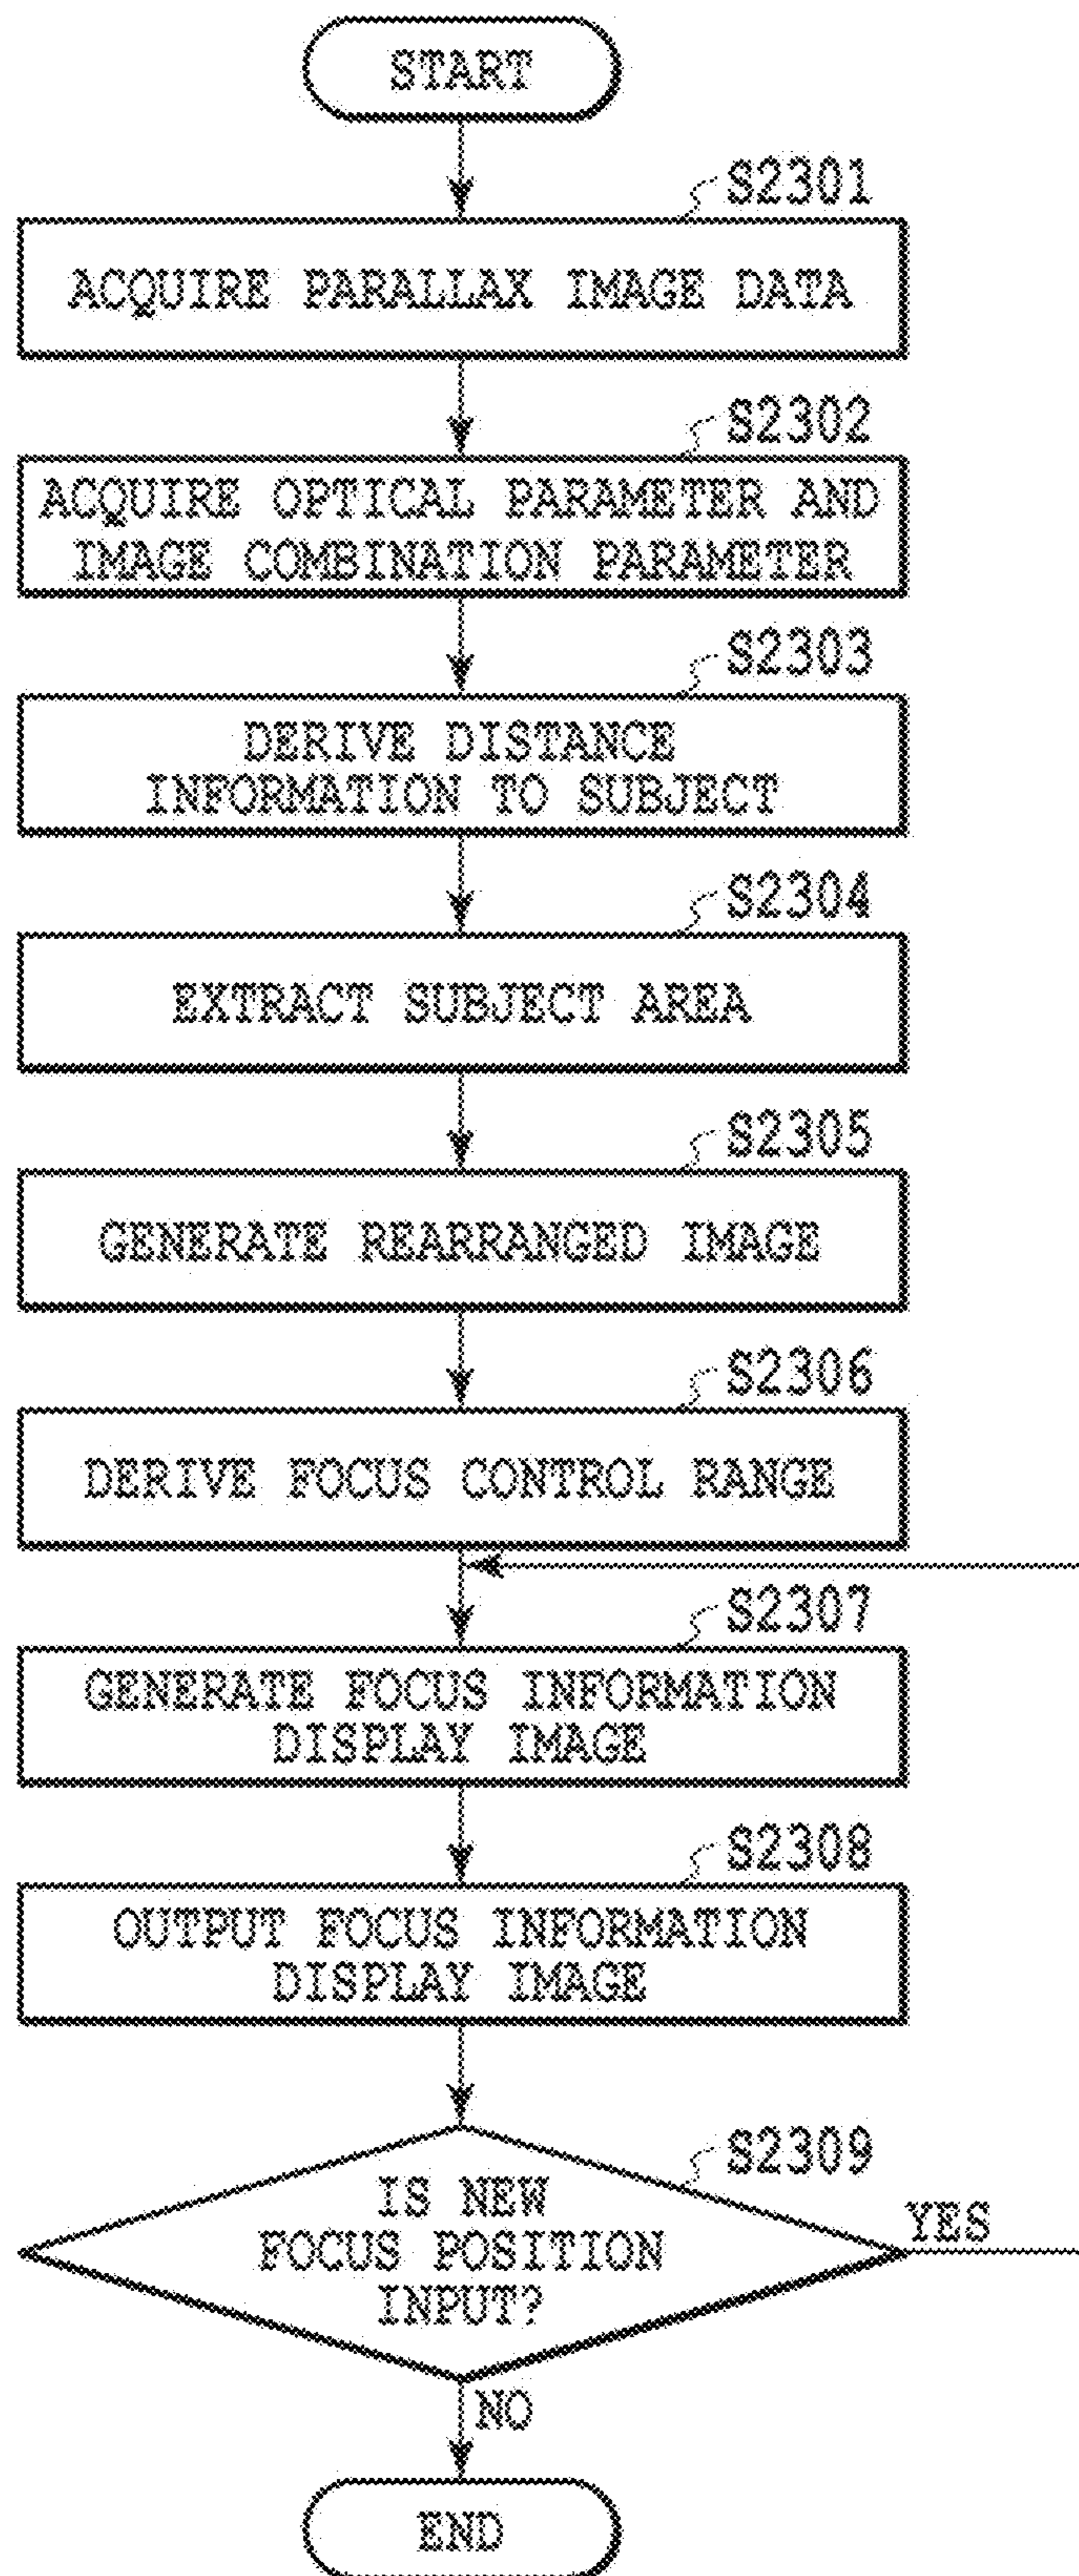 START
S2301
ACQUIRE PARALLAX IMAGE DATA
S2302
ACQUIRE OPTICAL PARAMETER AND
IMAGE COMBINATION PARAMETER
S2303
DERIVE DISTANCE
INFORMATION TO SUBJECT
S2304
EXTRACT SUBJECT AREA
S2305
GENERATE REARRANGED IMAGE
S2306
DERIVE FOCUS CONTROL RANGE
S2307
GENERATE FOCUS INFORMATION
DISPLAY IMAGE
S2308
OUTPUT FOCUS INFORMATION
DISPLAY IMAGE
S2309
IS NEW
FOCUS POSITION
INPUT?
YES
NO
END